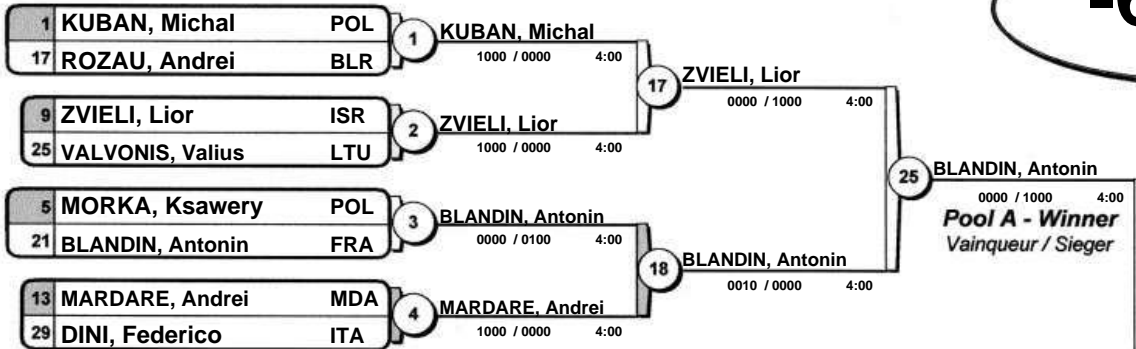 1 KUBAN, Michal POL
17 ROZAU, Andrei BLR
1
KUBAN, Michal
1000 / 0000 4:00
9 ZVIELI, Lior ISR
25 VALVONIS, Valius LTU
2
ZVIELI, Lior
1000 / 0000 4:00
17
ZVIELI, Lior
0000 / 1000 4:00
5 MORKA, Ksawery POL
21 BLANDIN, Antonin FRA
3
BLANDIN, Antonin
0000 / 0100 4:00
13 MARDARE, Andrei MDA
29 DINI, Federico ITA
4
MARDARE, Andrei
1000 / 0000 4:00
18
BLANDIN, Antonin
0010 / 0000 4:00
25
BLANDIN, Antonin
0000 / 1000 4:00
Pool A - Winner
Vainqueur / Sieger